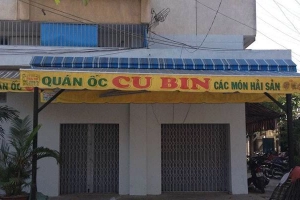 QUÁN ỐC CU BIN CÁC MÓN HẢI SẢN